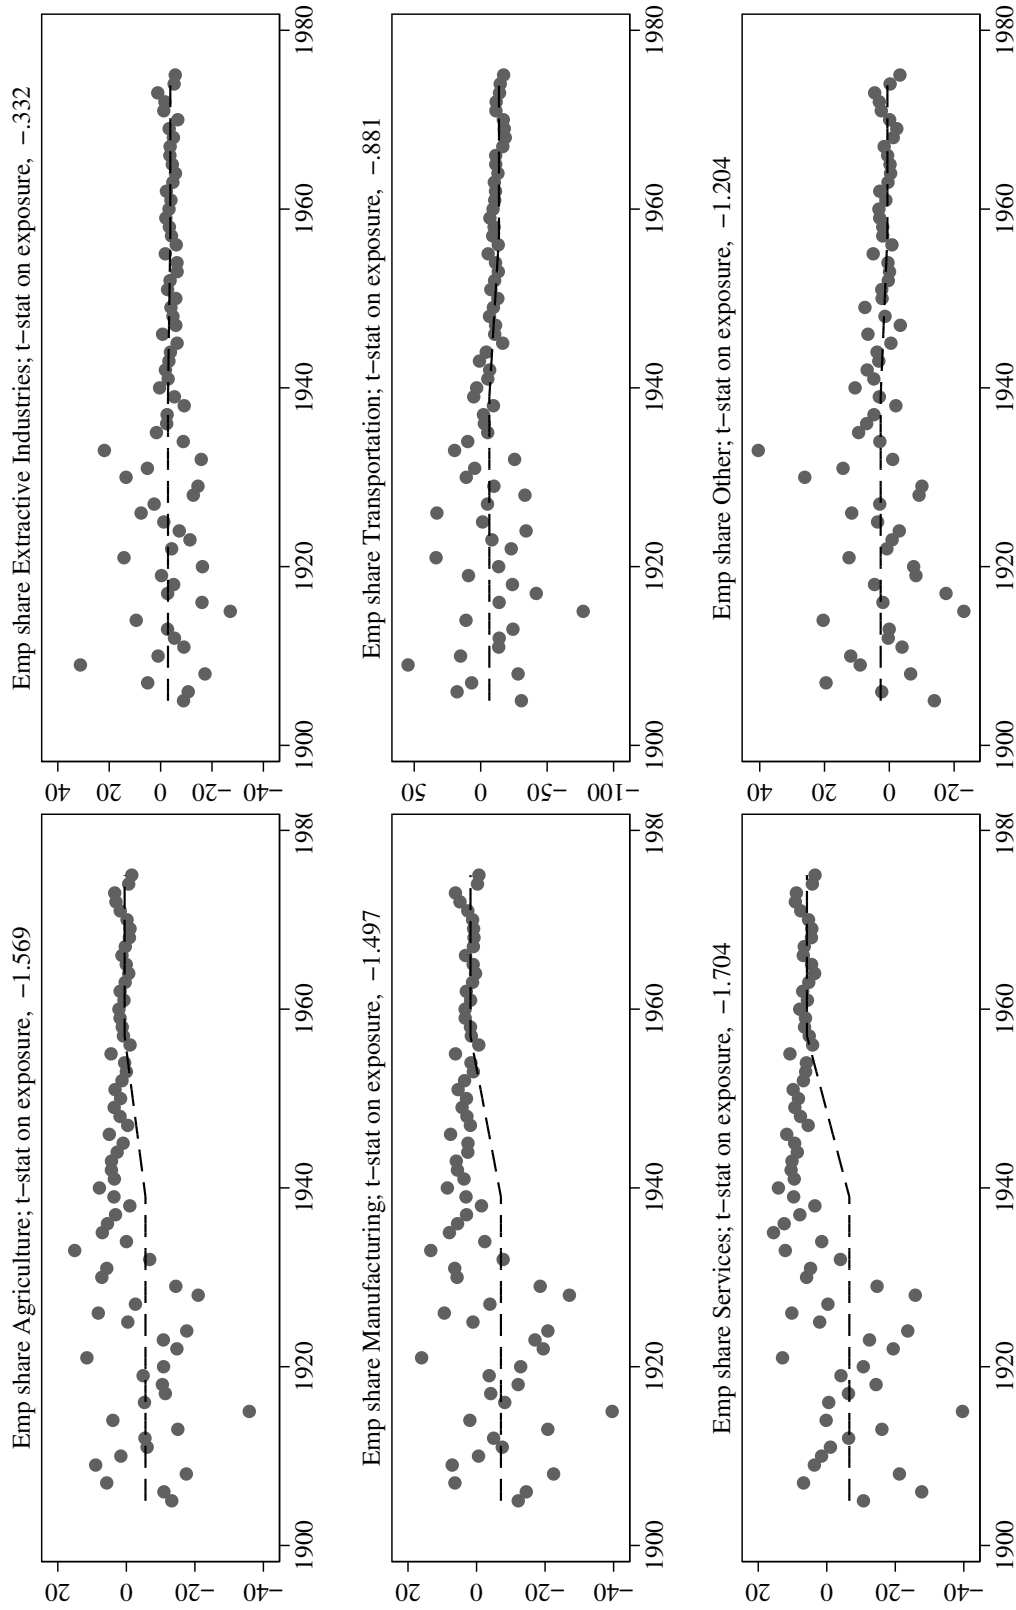 Emp share Agriculture; t−stat on exposure, −1.569
20
0
−20
−40
1900 1920 1940 1960 1980
Emp share Extractive Industries; t−stat on exposure, −.332
40
20
0
−20
−40
1900 1920 1940 1960 1980
Emp share Manufacturing; t−stat on exposure, −1.497
20
0
−20
−40
1900 1920 1940 1960 1980
Emp share Transportation; t−stat on exposure, −.881
50
0
−50
−100
1900 1920 1940 1960 1980
Emp share Services; t−stat on exposure, −1.704
20
0
−20
−40
1900 1920 1940 1960 1980
Emp share Other; t−stat on exposure, −1.204
40
20
0
−20
1900 1920 1940 1960 1980